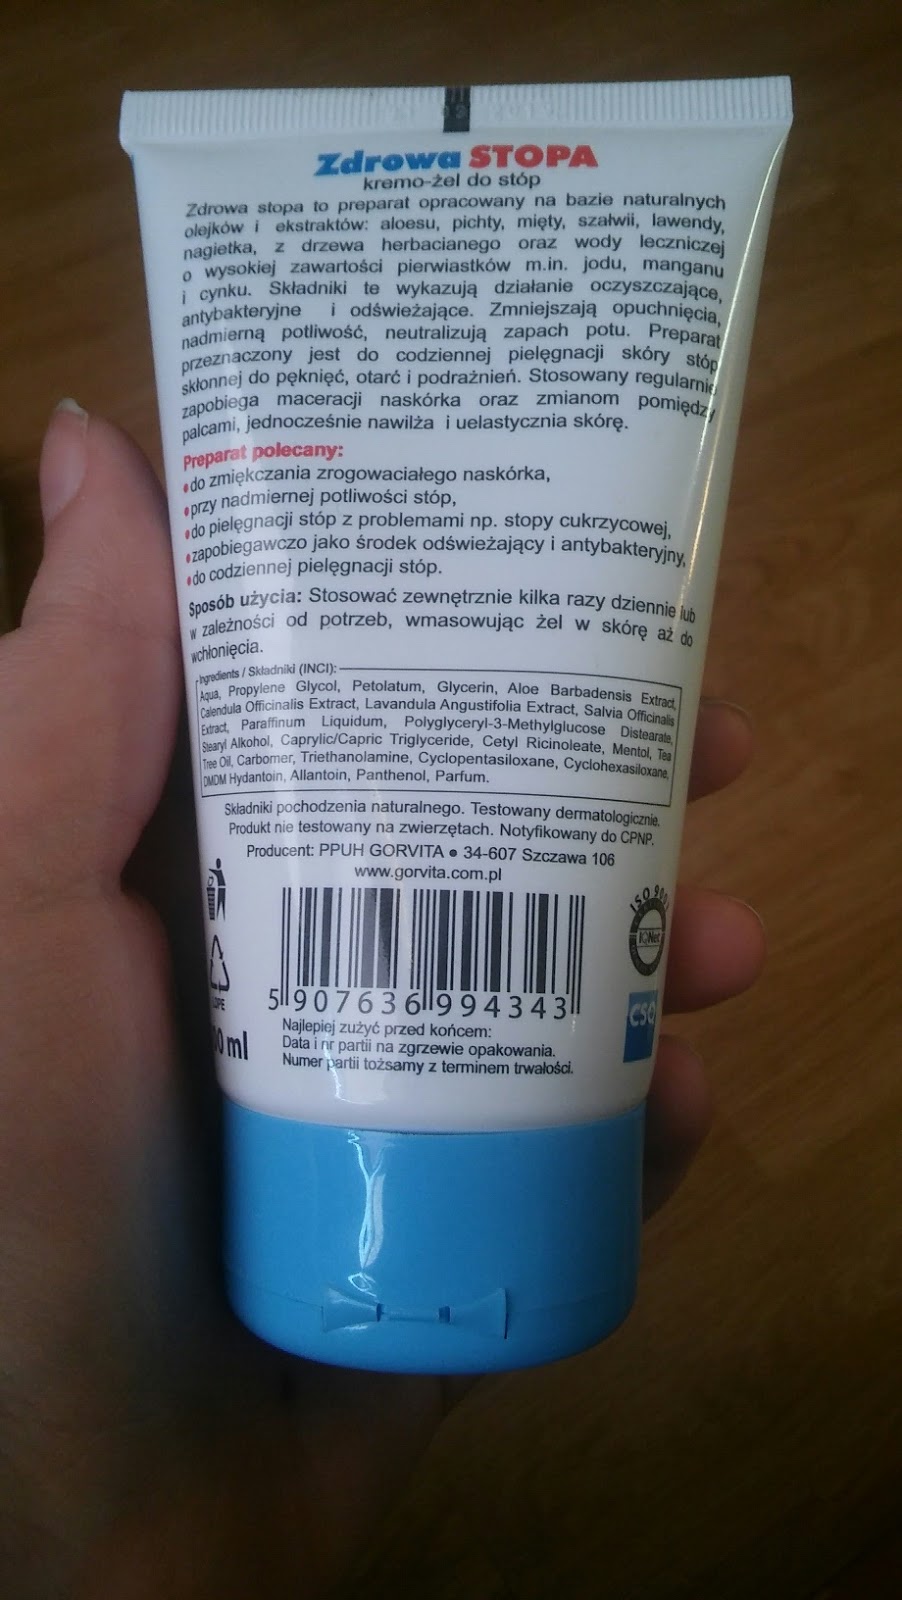 Zdrowa STOPA
kremo-żel do stóp
Zdrowa stopa to preparat opracowany na bazie naturalnych
olejków i ekstraktów: aloesu, pichty, mięty, szałwii, lawendy,
nagietka, z drzewa herbacianego oraz wody leczniczej
o wysokiej zawartości pierwiastków m.in. jodu, manganu
i cynku. Składniki te wykazują działanie oczyszczające,
antybakteryjne i odświeżające. Zmniejszają opuchnięcia,
nadmierną potliwość, neutralizują zapach potu. Preparat
przeznaczony jest do codziennej pielęgnacji skóry stóp
skłonnej do pęknięć, otarć i podrażnień. Stosowany regularnie
zapobiega maceracji naskórka oraz zmianom pomiędzy
palcami, jednocześnie nawilża i uelastycznia skórę.
Preparat polecany:
•do zmiękczania zrogowaciałego naskórka,
•przy nadmiernej potliwości stóp,
•do pielęgnacji stóp z problemami np. stopy cukrzycowej,
•zapobiegawczo jako środek odświeżający i antybakteryjny,
•do codziennej pielęgnacji stóp.
Sposób użycia: Stosować zewnętrznie kilka razy dziennie lub
w zależności od potrzeb, wmasowując żel w skórę aż do
wchłonięcia.
Ingredients / Składniki (INCI):
Aqua, Propylene Glycol, Petolatum, Glycerin, Aloe Barbadensis Extract,
Calendula Officinalis Extract, Lavandula Angustifolia Extract, Salvia Officinalis
Extract, Paraffinum Liquidum, Polyglyceryl-3-Methylglucose Distearate,
Stearyl Alkohol, Caprylic/Capric Triglyceride, Cetyl Ricinoleate, Mentol, Tea
Tree Oil, Carbomer, Triethanolamine, Cyclopentasiloxane, Cyclohexasiloxane,
DMDM Hydantoin, Allantoin, Panthenol, Parfum.
Składniki pochodzenia naturalnego. Testowany dermatologicznie.
Produkt nie testowany na zwierzętach. Notyfikowany do CPNP.
Producent: PPUH GORVITA • 34-607 Szczawa 106
www.gorvita.com.pl
ISO 900
IQNet
CSQ
5 907636 994343
ml
Najlepiej zużyć przed końcem:
Data i nr partii na zgrzewie opakowania.
Numer partii tożsamy z terminem trwałości.